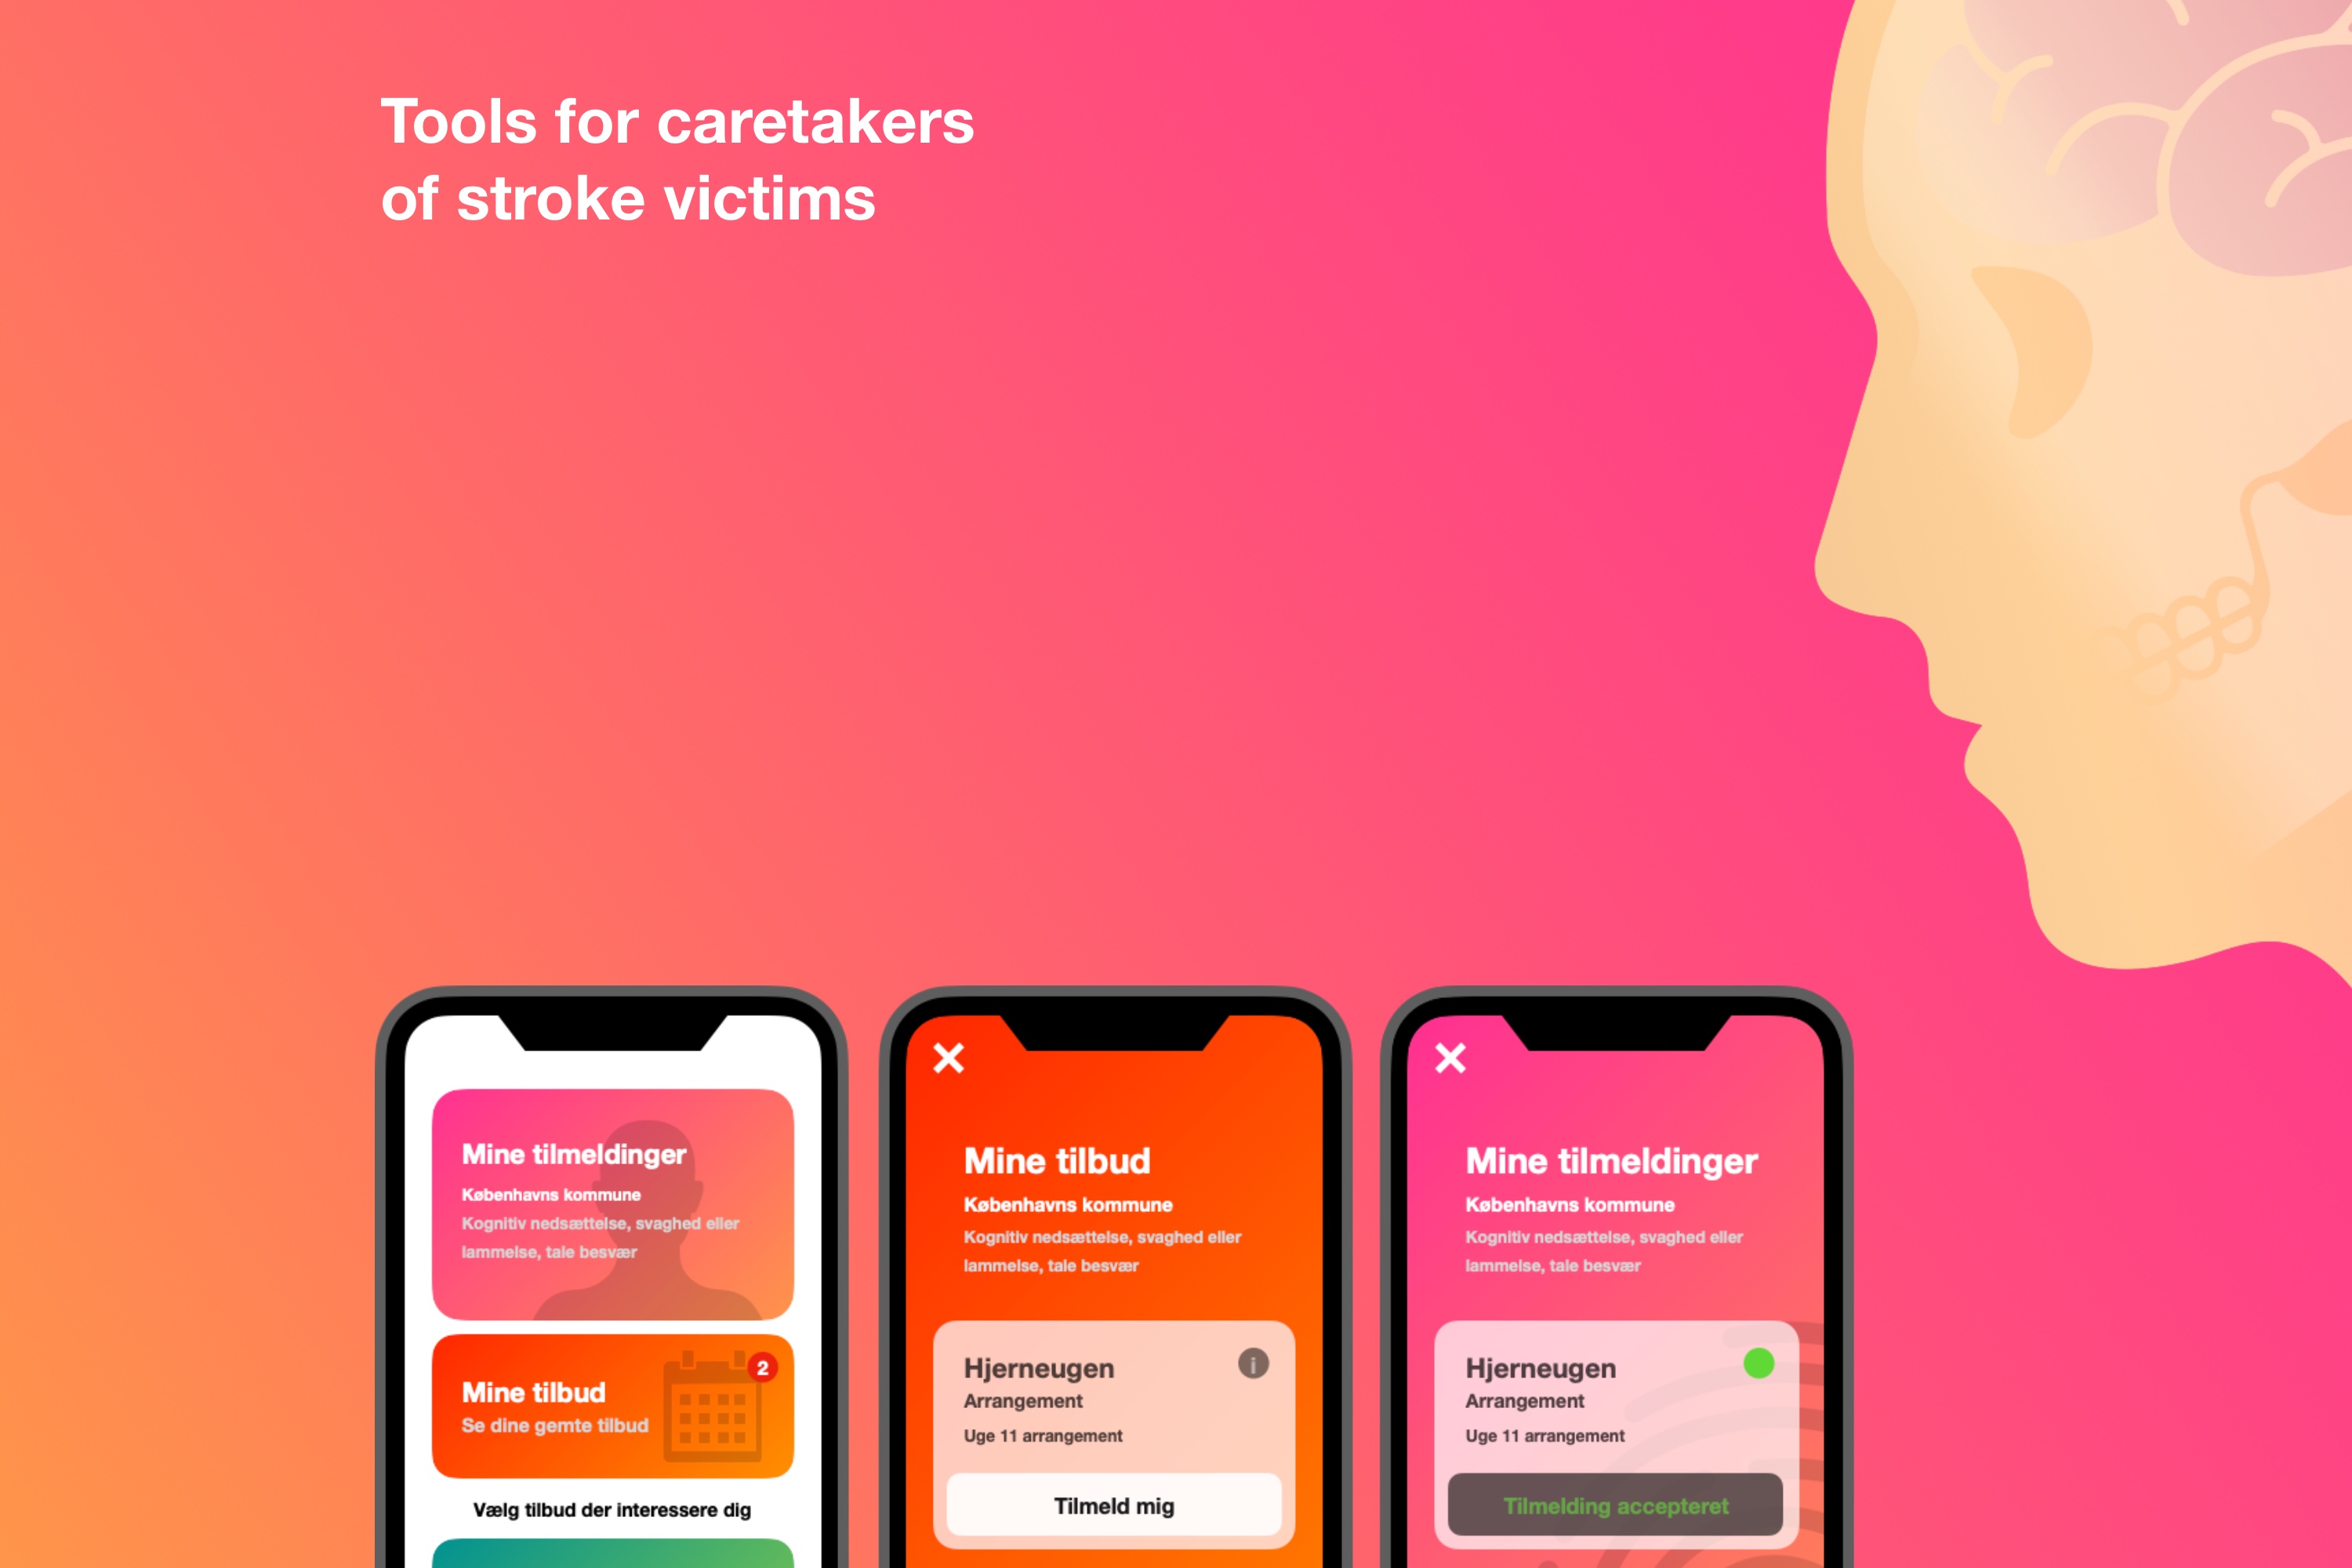 Tools for caretakers
of stroke victims
Mine tilmeldinger
Københavns kommune
Kognitiv nedsættelse, svaghed eller
lammelse, tale besvær
2
Mine tilbud
Se dine gemte tilbud
Vælg tilbud der interessere dig
Mine tilbud
Københavns kommune
Kognitiv nedsættelse, svaghed eller
lammelse, tale besvær
Hjerneugen
i
Arrangement
Uge 11 arrangement
Tilmeld mig
Mine tilmeldinger
Københavns kommune
Kognitiv nedsættelse, svaghed eller
lammelse, tale besvær
Hjerneugen
Arrangement
Uge 11 arrangement
Tilmelding accepteret